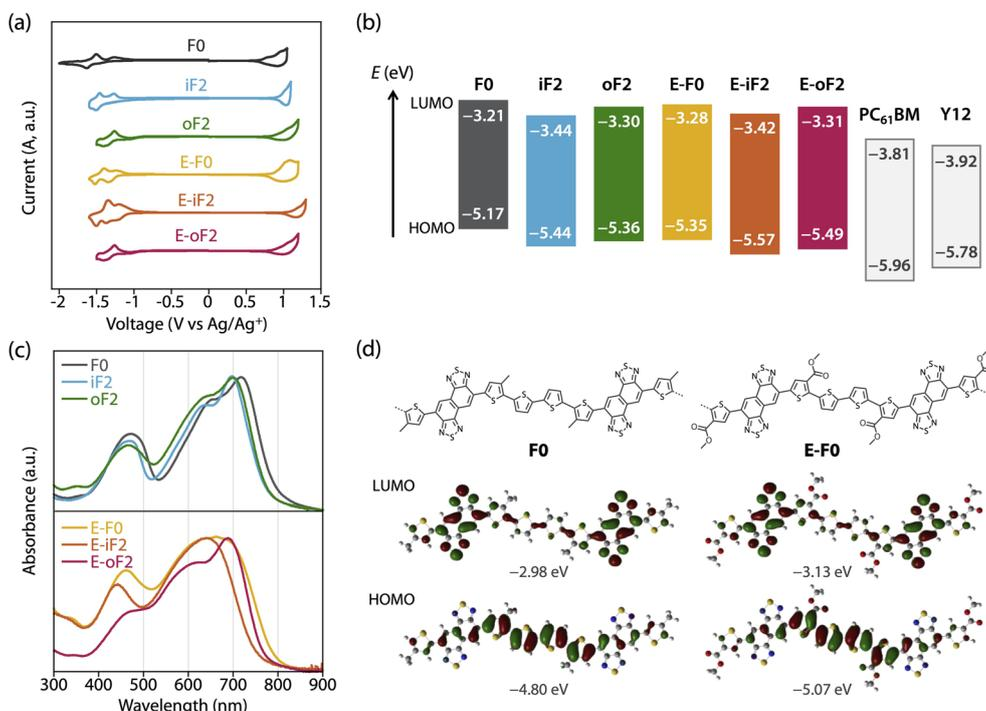 (a)
F0
iF2
oF2
E-F0
E-iF2
E-oF2
Current (A, a.u.)
-2 -1.5 -1 -0.5 0 0.5 1 1.5
Voltage (V vs Ag/Ag⁺)
(b)
E (eV)
LUMO
HOMO
F0 iF2 oF2 E-F0 E-iF2 E-oF2 PC₆₁BM Y12
−3.21 −3.44 −3.30 −3.28 −3.42 −3.31 −3.81 −3.92
−5.17 −5.44 −5.36 −5.35 −5.57 −5.49 −5.96 −5.78
(c)
F0
iF2
oF2
E-F0
E-iF2
E-oF2
Absorbance (a.u.)
300 400 500 600 700 800 900
Wavelength (nm)
(d)
F0 E-F0
LUMO
−2.98 eV −3.13 eV
HOMO
−4.80 eV −5.07 eV